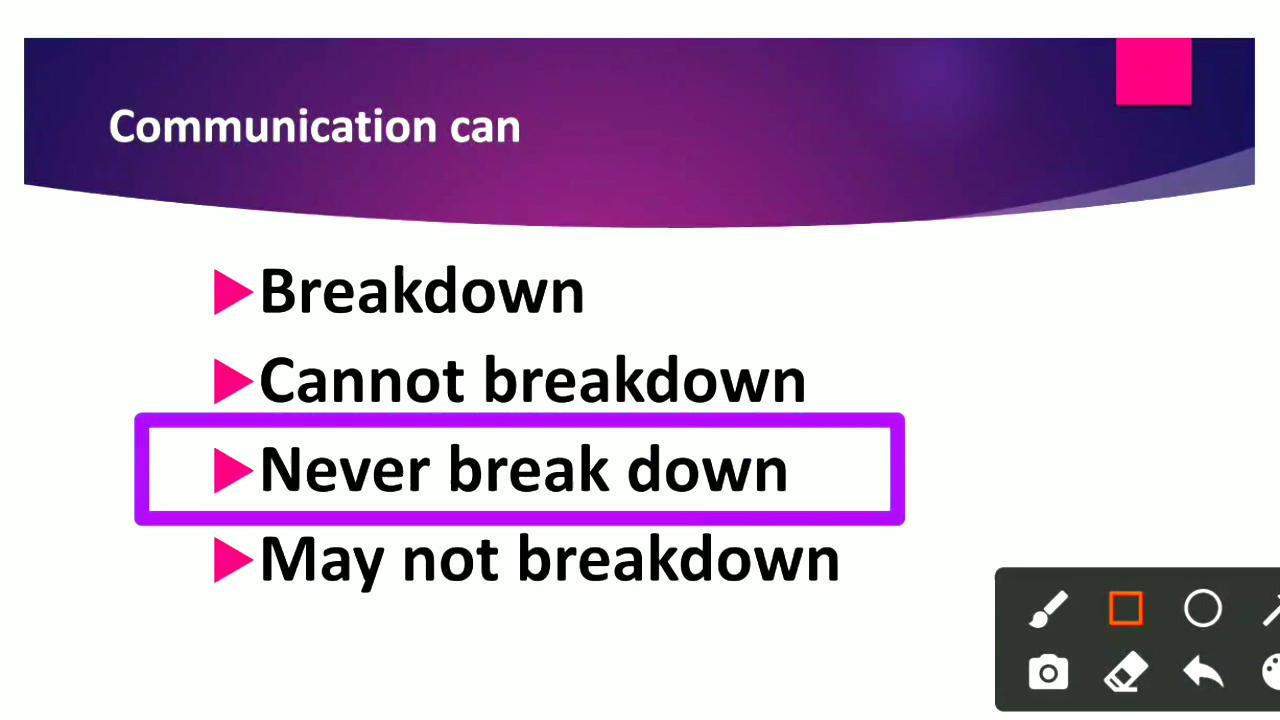 Communication can
Breakdown
Cannot breakdown
Never break down
May not breakdown